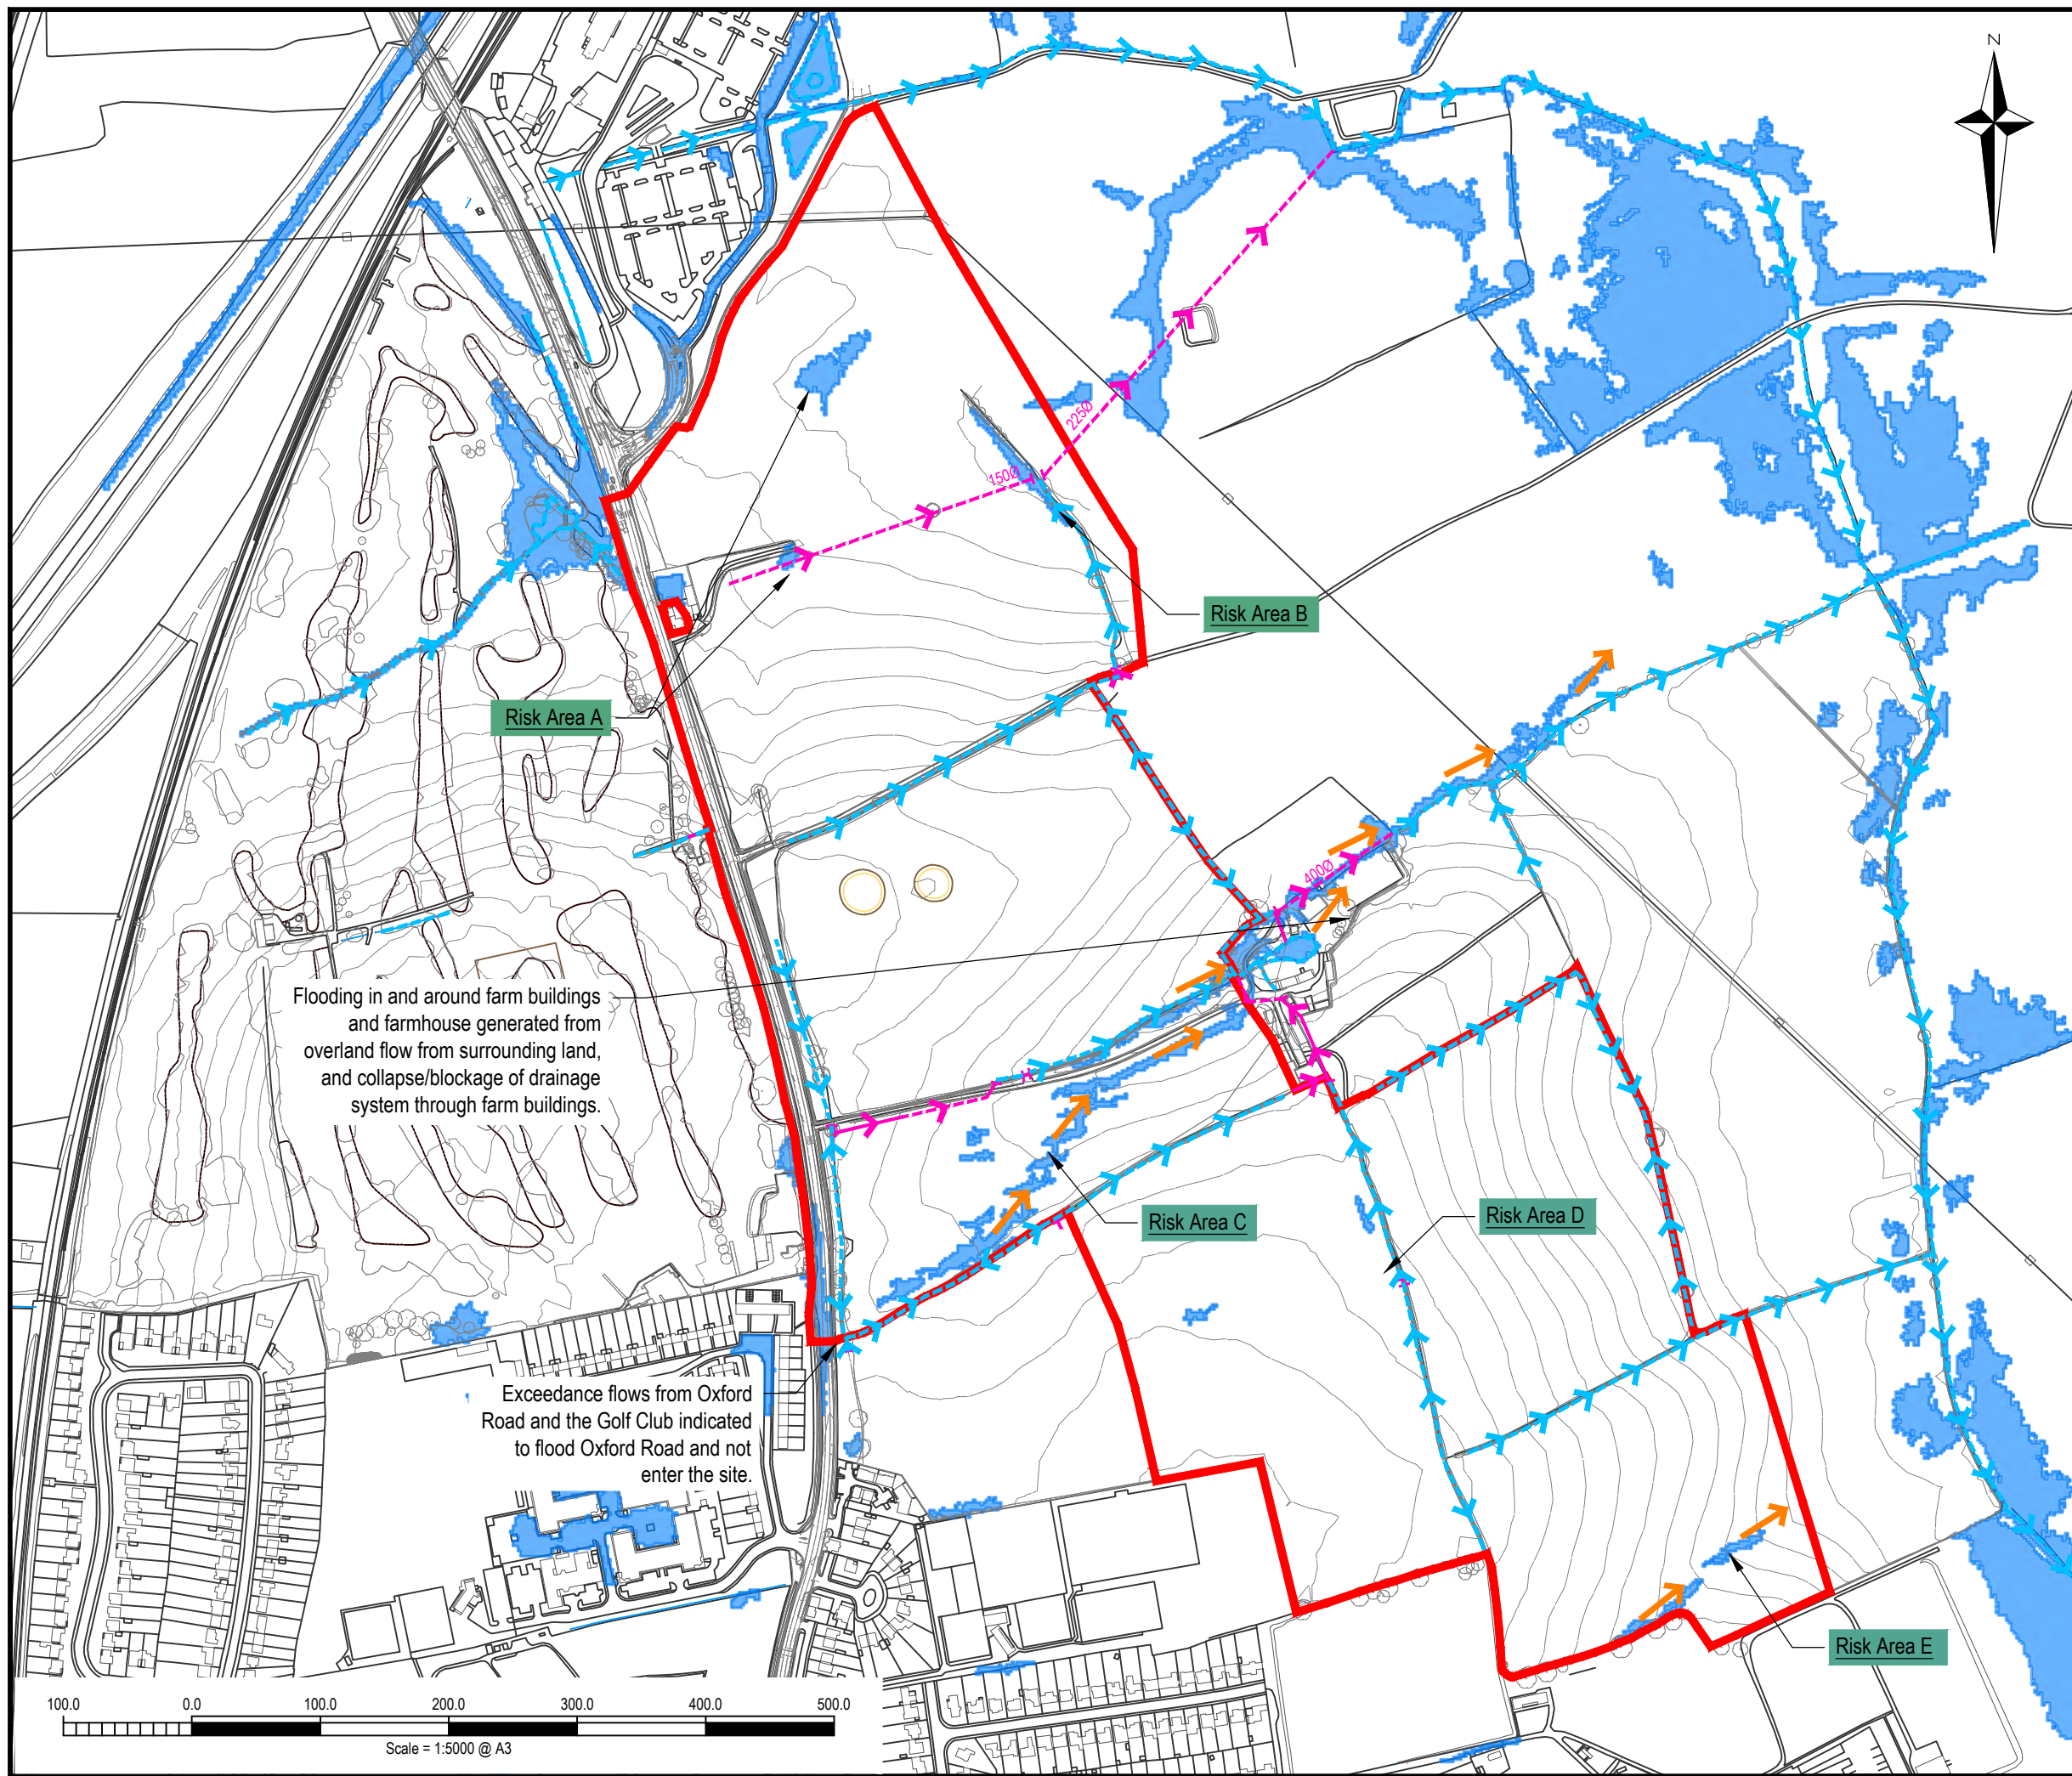 N
225Ø
150Ø
Risk Area B
Risk Area A
400Ø
Flooding in and around farm buildings
and farmhouse generated from
overland flow from surrounding land,
and collapse/blockage of drainage
system through farm buildings.
Risk Area C
Risk Area D
Exceedance flows from Oxford
Road and the Golf Club indicated
to flood Oxford Road and not
enter the site.
Risk Area E
100.0 0.0 100.0 200.0 300.0 400.0 500.0
Scale = 1:5000 @ A3